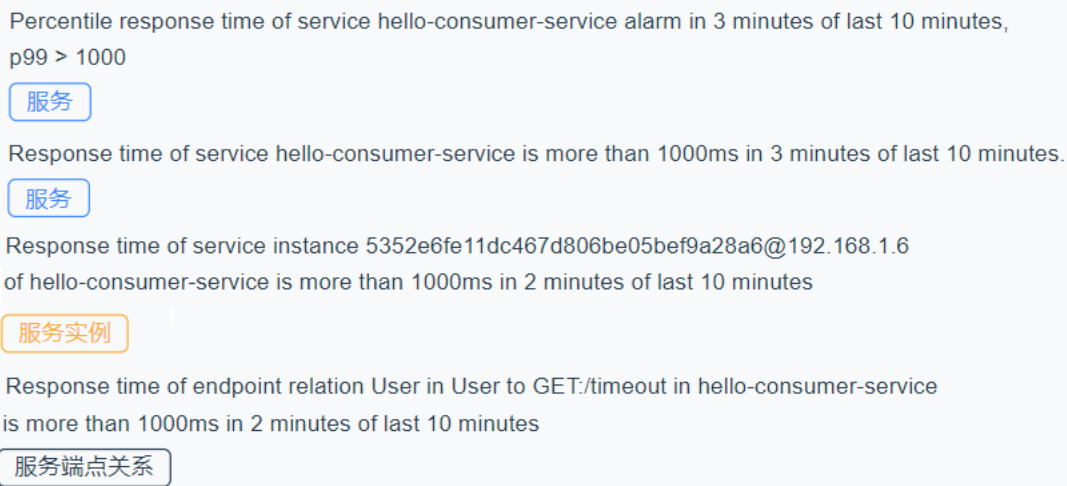 Percentile response time of service hello-consumer-service alarm in 3 minutes of last 10 minutes,
p99 > 1000
服务
Response time of service hello-consumer-service is more than 1000ms in 3 minutes of last 10 minutes.
服务
Response time of service instance 5352e6fe11dc467d806be05bef9a28a6@192.168.1.6
of hello-consumer-service is more than 1000ms in 2 minutes of last 10 minutes
服务实例
Response time of endpoint relation User in User to GET:/timeout in hello-consumer-service
is more than 1000ms in 2 minutes of last 10 minutes
服务端点关系